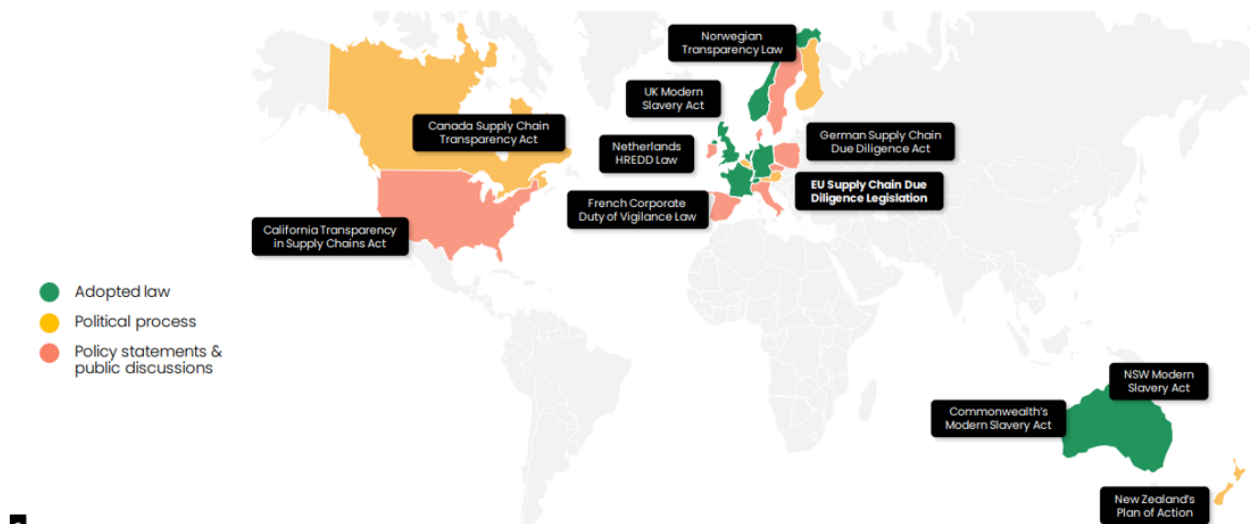 Norwegian
Transparency Law
UK Modern
Slavery Act
Canada Supply Chain
Transparency Act
Netherlands
HREDD Law
German Supply Chain
Due Diligence Act
EU Supply Chain Due
Diligence Legislation
French Corporate
Duty of Vigilance Law
California Transparency
in Supply Chains Act
Adopted law
Political process
Policy statements &
public discussions
NSW Modern
Slavery Act
Commonwealth's
Modern Slavery Act
New Zealand's
Plan of Action